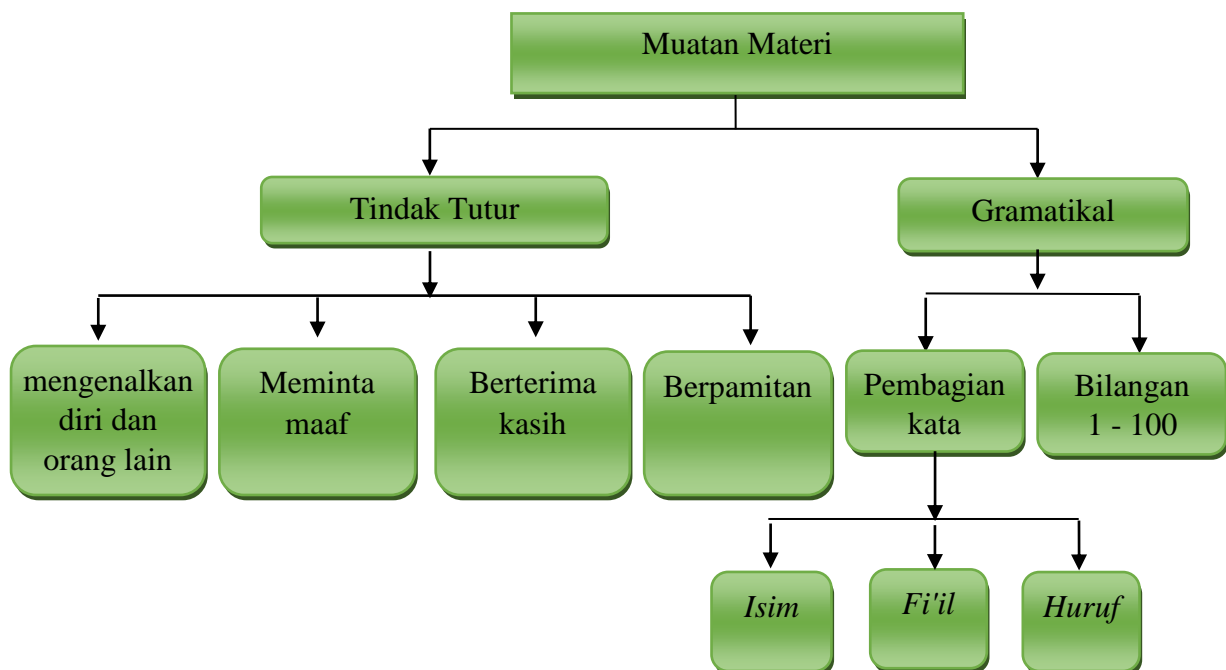 Muatan Materi
Tindak Tutur
Gramatikal
mengenalkan
diri dan
orang lain
Meminta
maaf
Berterima
kasih
Berpamitan
Pembagian
kata
Bilangan
1 - 100
Isim
Fi'il
Huruf